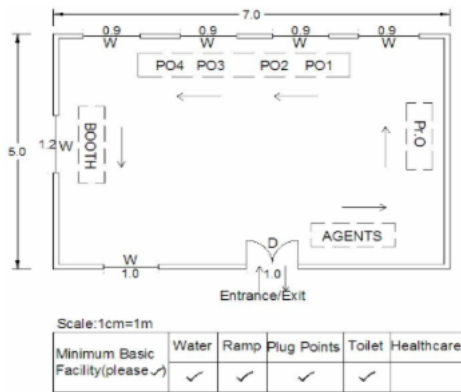 7.0
0.9 0.9 0.9 0.9
W W W W
PO4 PO3 PO2 PO1
BOOTH
Pr.O
5.0
1.2 W
AGENTS
W
1.0
D
1.0
Entrance/Exit
Scale:1cm=1m
Minimum Basic Facility(please ✓) Water Ramp Plug Points Toilet Healthcare
✓ ✓ ✓ ✓